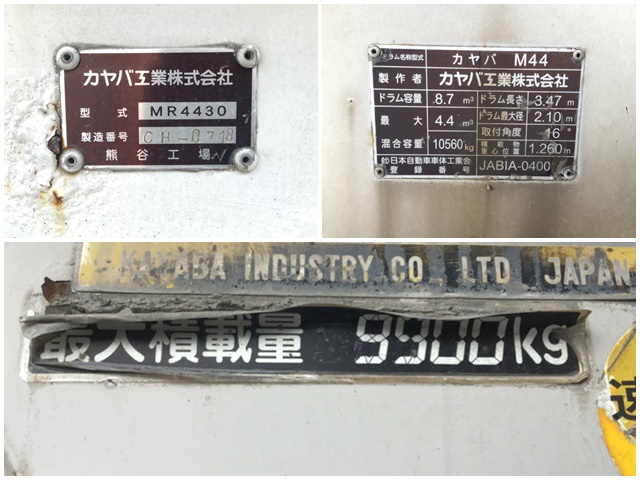 カヤバ工業株式会社
型式 MR4430
製造番号 CH-0718
熊谷工場
ドラム名称型式 カヤバ M44
製作者 カヤバ工業株式会社
ドラム容量 8.7 m³ ドラム長さ 3.47 m
最大 4.4 m³ ドラム最大径 2.10 m
混合容量 10560 kg 取付角度 16°
積載物重心位置 1.260 m
㈳日本自動車車体工業会
登録番号 JABIA-0400
KAYABA INDUSTRY CO., LTD. JAPAN
最大積載量 9900kg
速